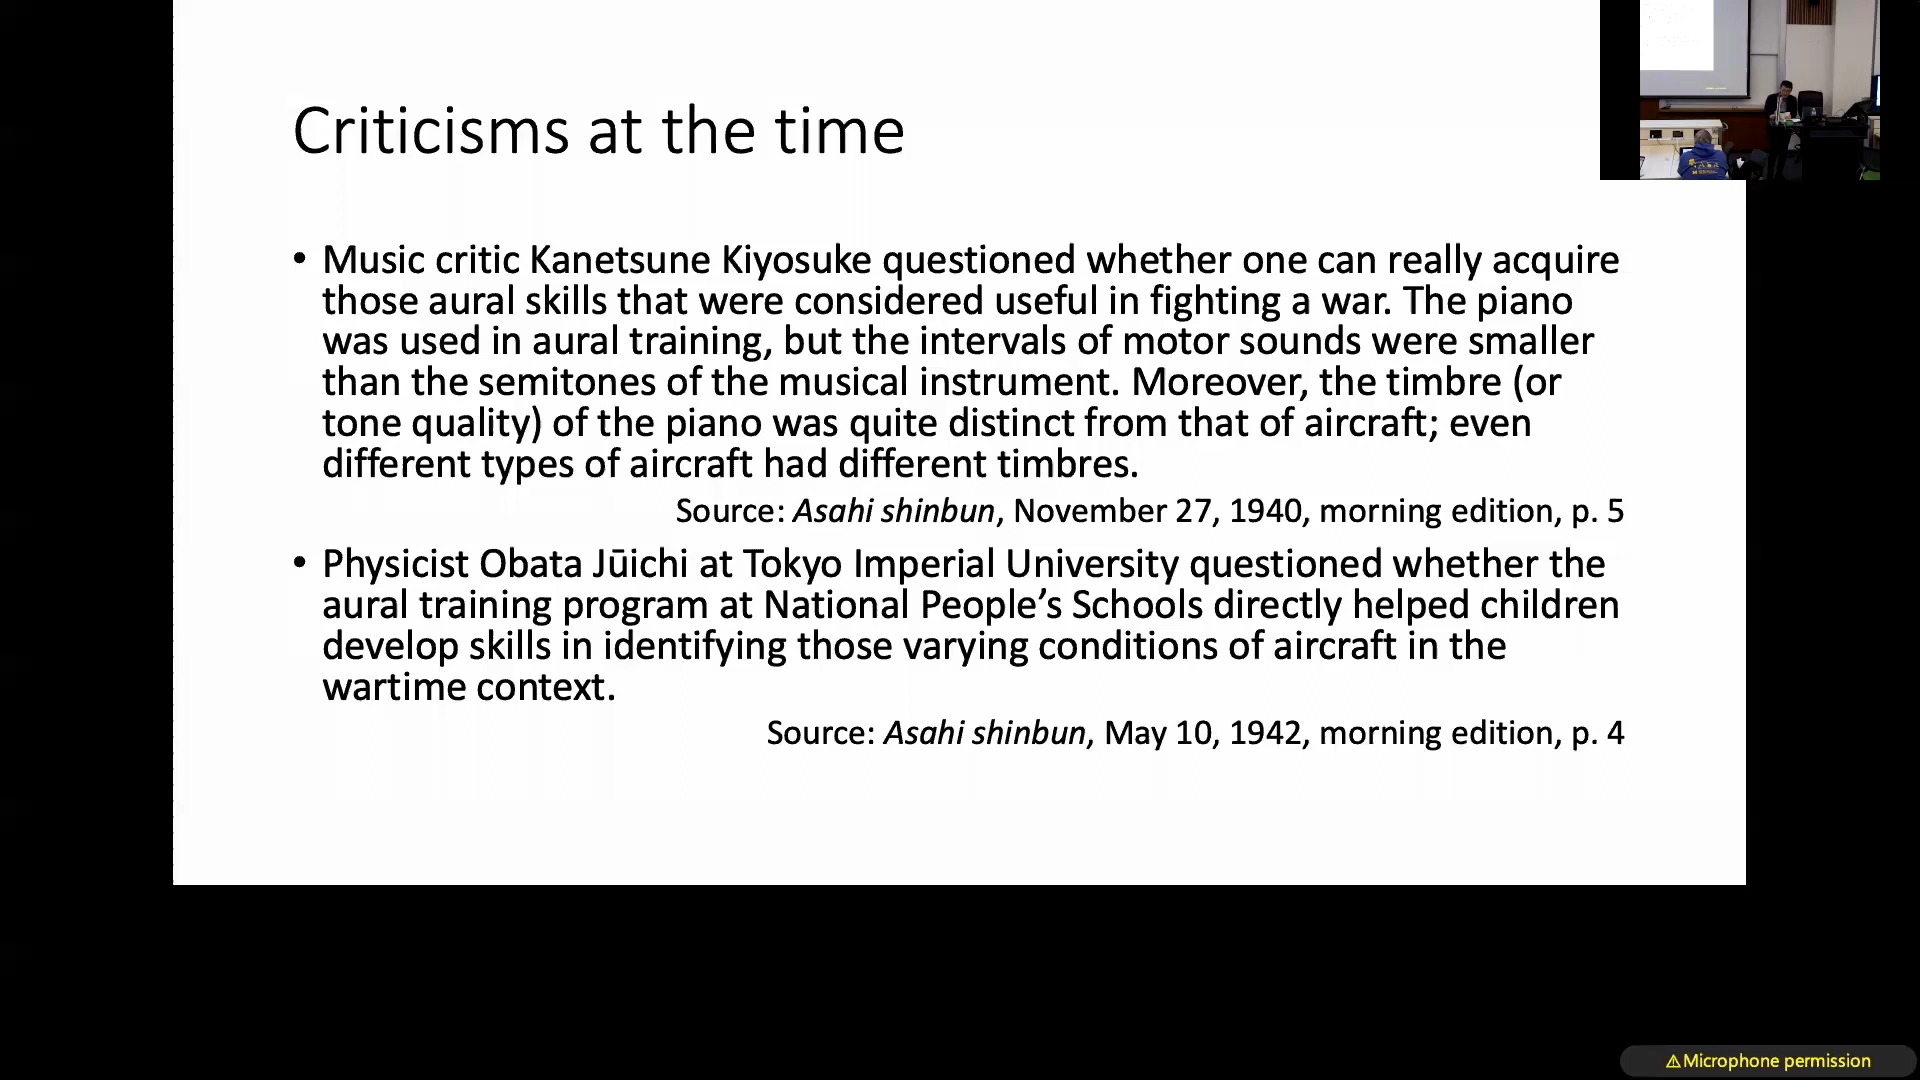 Criticisms at the time
• Music critic Kanetsune Kiyosuke questioned whether one can really acquire
those aural skills that were considered useful in fighting a war. The piano
was used in aural training, but the intervals of motor sounds were smaller
than the semitones of the musical instrument. Moreover, the timbre (or
tone quality) of the piano was quite distinct from that of aircraft; even
different types of aircraft had different timbres.
Source: Asahi shinbun, November 27, 1940, morning edition, p. 5
• Physicist Obata Jūichi at Tokyo Imperial University questioned whether the
aural training program at National People’s Schools directly helped children
develop skills in identifying those varying conditions of aircraft in the
wartime context.
Source: Asahi shinbun, May 10, 1942, morning edition, p. 4
⚠Microphone permission